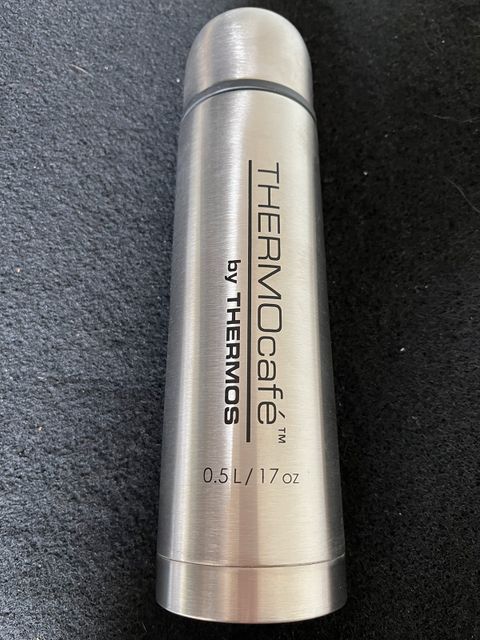 THERMOcafé™
by THERMOS
0.5 L / 17 oz